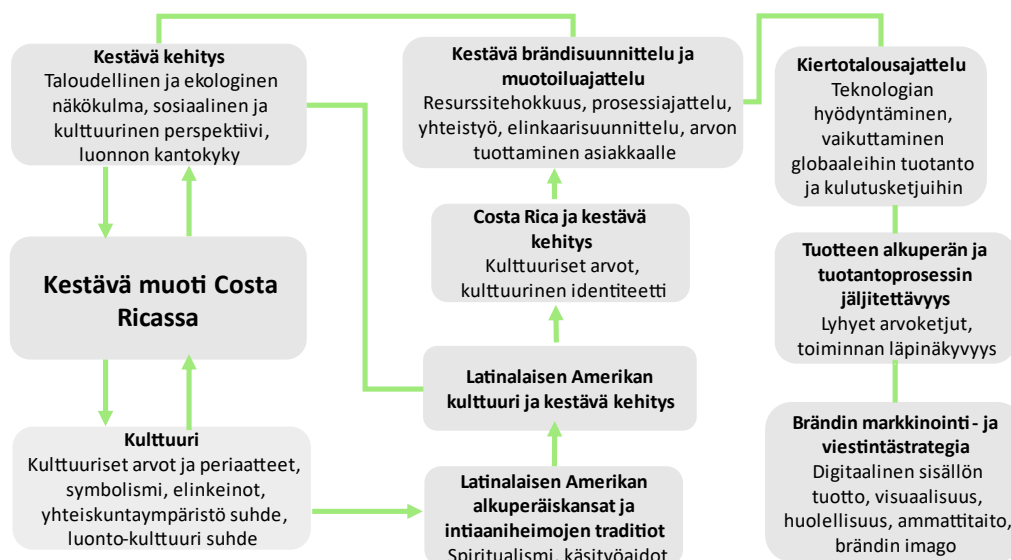 Kestävä kehitys
Taloudellinen ja ekologinen
näkökulma, sosiaalinen ja
kulttuurinen perspektiivi,
luonnon kantokyky
Kestävä muoti Costa
Ricassa
Kulttuuri
Kulttuuriset arvot ja periaatteet,
symbolismi, elinkeinot,
yhteiskuntaympäristö suhde,
luonto-kulttuuri suhde
Kestävä brändisuunnittelu ja
muotoiluajattelu
Resurssitehokkuus, prosessiajattelu,
yhteistyö, elinkaarisuunnittelu, arvon
tuottaminen asiakkaalle
Costa Rica ja kestävä
kehitys
Kulttuuriset arvot,
kulttuurinen identiteetti
Latinalaisen Amerikan
kulttuuri ja kestävä kehitys
Latinalaisen Amerikan
alkuperäiskansat ja
intiaaniheimojen traditiot
Spiritualismi, käsityöaidot
Kiertotalousajattelu
Teknologian
hyödyntäminen,
vaikuttaminen
globaaleihin tuotanto
ja kulutusketjuihin
Tuotteen alkuperän ja
tuotantoprosessin
jäljitettävyys
Lyhyet arvoketjut,
toiminnan läpinäkyvyys
Brändin markkinointi - ja
viestintästrategia
Digitaalinen sisällön
tuotto, visuaalisuus,
huolellisuus, ammattitaito,
brändin imago